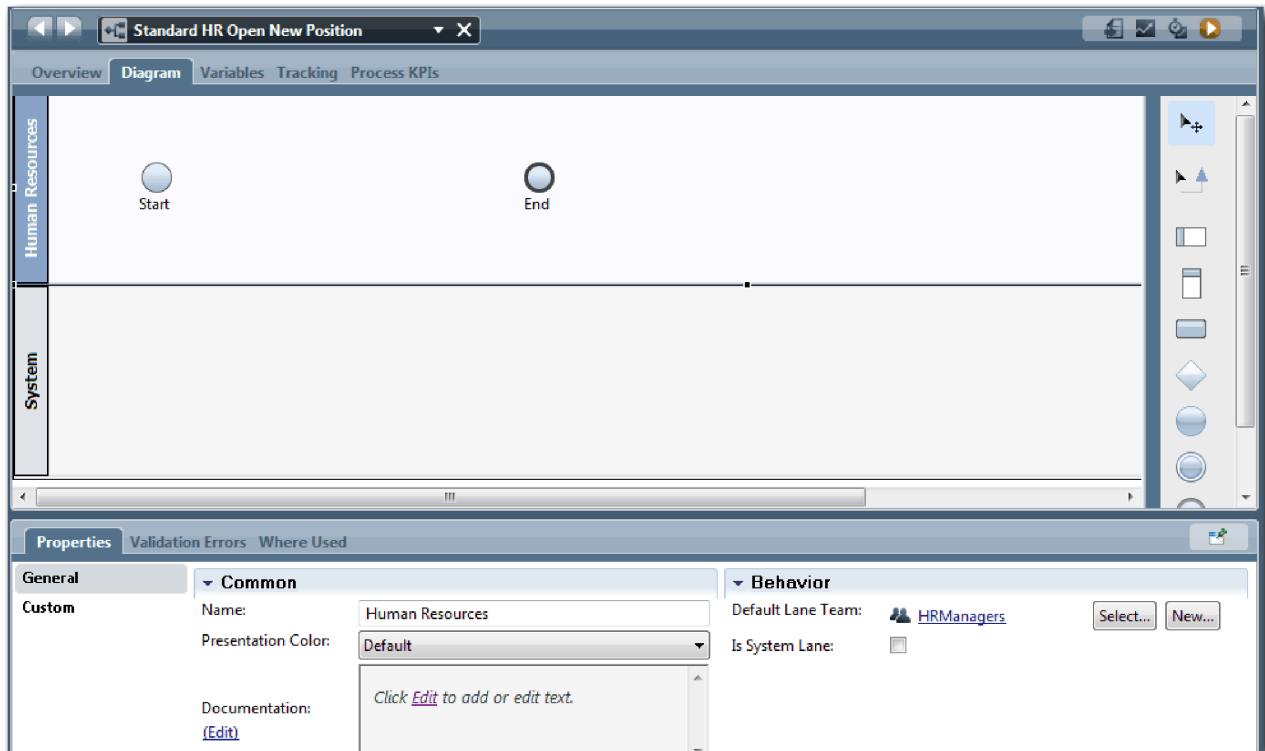 Standard HR Open New Position
Overview Diagram Variables Tracking Process KPIs
Human Resources
Start
End
System
Properties Validation Errors Where Used
General
Custom
Common
Name:
Human Resources
Presentation Color:
Default
Documentation:
(Edit)
Click Edit to add or edit text.
Behavior
Default Lane Team:
HRManagers
Select...
New...
Is System Lane: